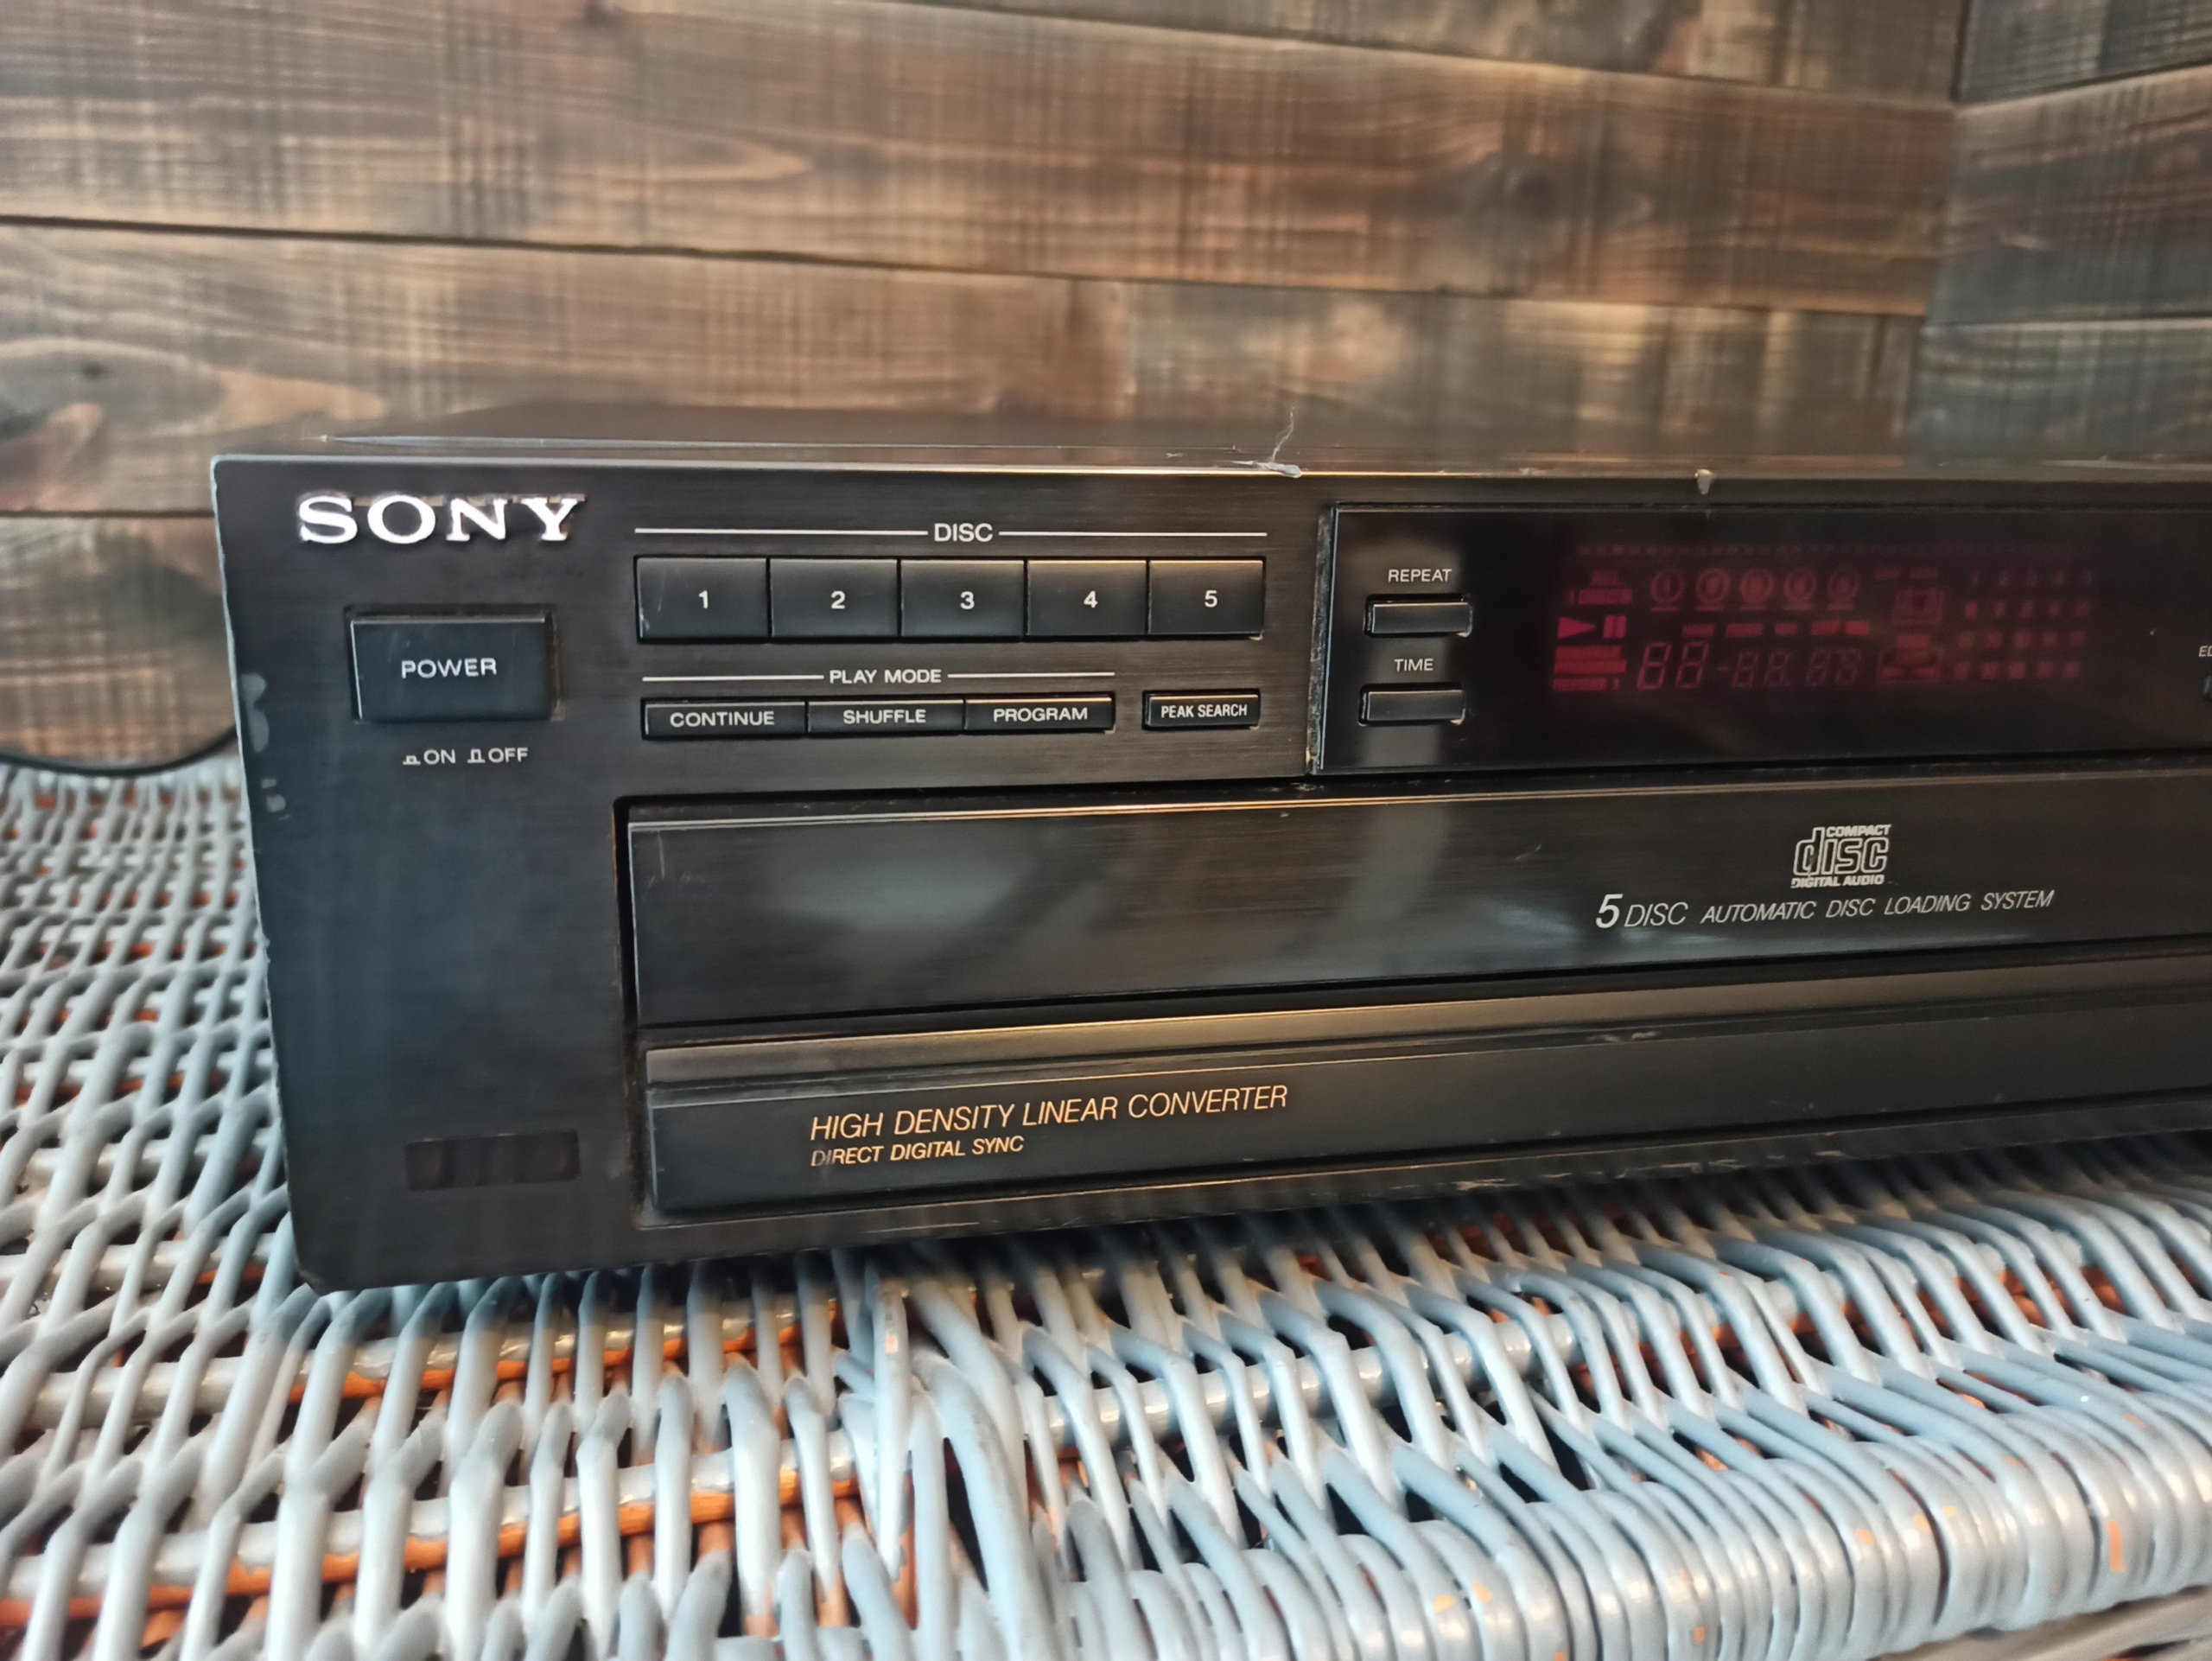 SONY
DISC
1 2 3 4 5
POWER
ON OFF
PLAY MODE
CONTINUE SHUFFLE PROGRAM PEAK SEARCH
REPEAT
TIME
COMPACT
disc
DIGITAL AUDIO
5 DISC AUTOMATIC DISC LOADING SYSTEM
HIGH DENSITY LINEAR CONVERTER
DIRECT DIGITAL SYNC